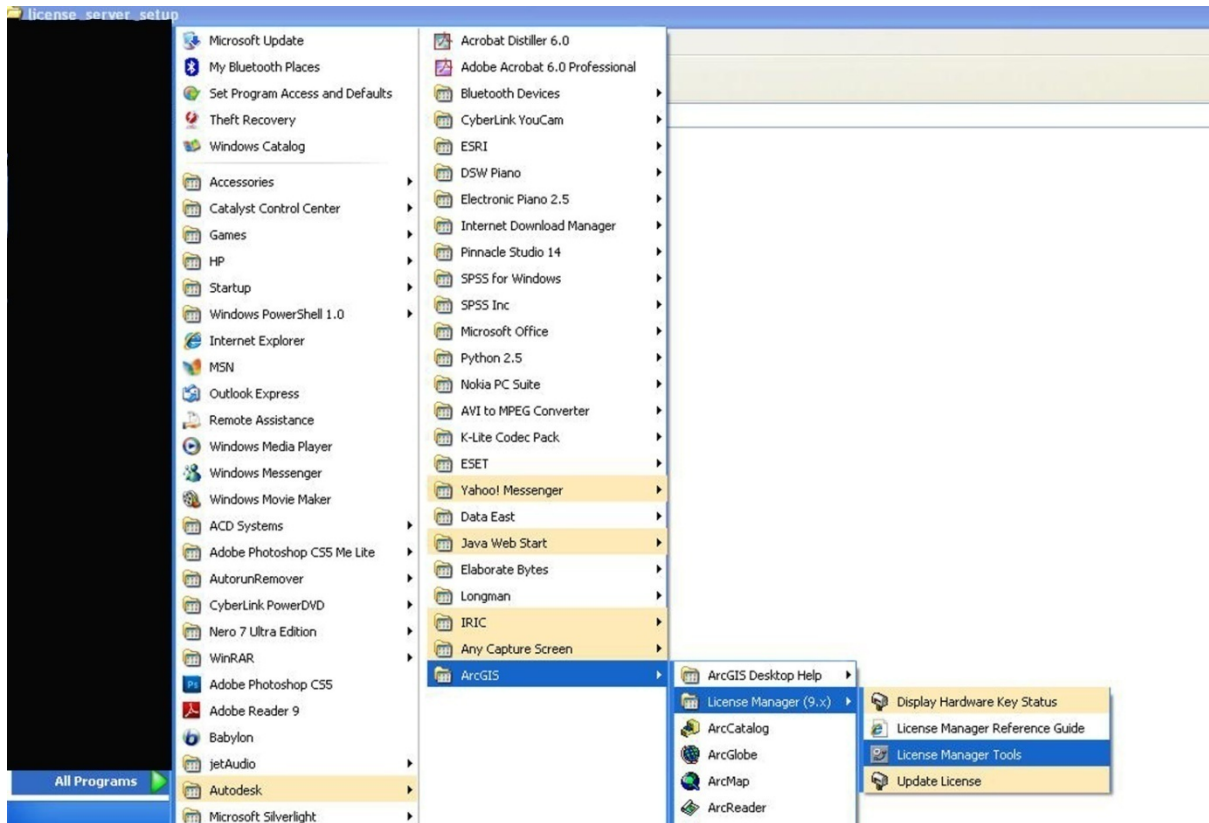 license_server_setup
Microsoft Update
My Bluetooth Places
Set Program Access and Defaults
Theft Recovery
Windows Catalog
Accessories
Catalyst Control Center
Games
HP
Startup
Windows PowerShell 1.0
Internet Explorer
MSN
Outlook Express
Remote Assistance
Windows Media Player
Windows Messenger
Windows Movie Maker
ACD Systems
Adobe Photoshop CS5 Me Lite
AutorunRemover
CyberLink PowerDVD
Nero 7 Ultra Edition
WinRAR
Adobe Photoshop CS5
Adobe Reader 9
Babylon
jetAudio
Autodesk
Microsoft Silverlight
Acrobat Distiller 6.0
Adobe Acrobat 6.0 Professional
Bluetooth Devices
CyberLink YouCam
ESRI
DSW Piano
Electronic Piano 2.5
Internet Download Manager
Pinnacle Studio 14
SPSS for Windows
SPSS Inc
Microsoft Office
Python 2.5
Nokia PC Suite
AVI to MPEG Converter
K-Lite Codec Pack
ESET
Yahoo! Messenger
Data East
Java Web Start
Elaborate Bytes
Longman
IRIC
Any Capture Screen
ArcGIS
ArcGIS Desktop Help
License Manager (9.x)
ArcCatalog
ArcGlobe
ArcMap
ArcReader
Display Hardware Key Status
License Manager Reference Guide
License Manager Tools
Update License
All Programs